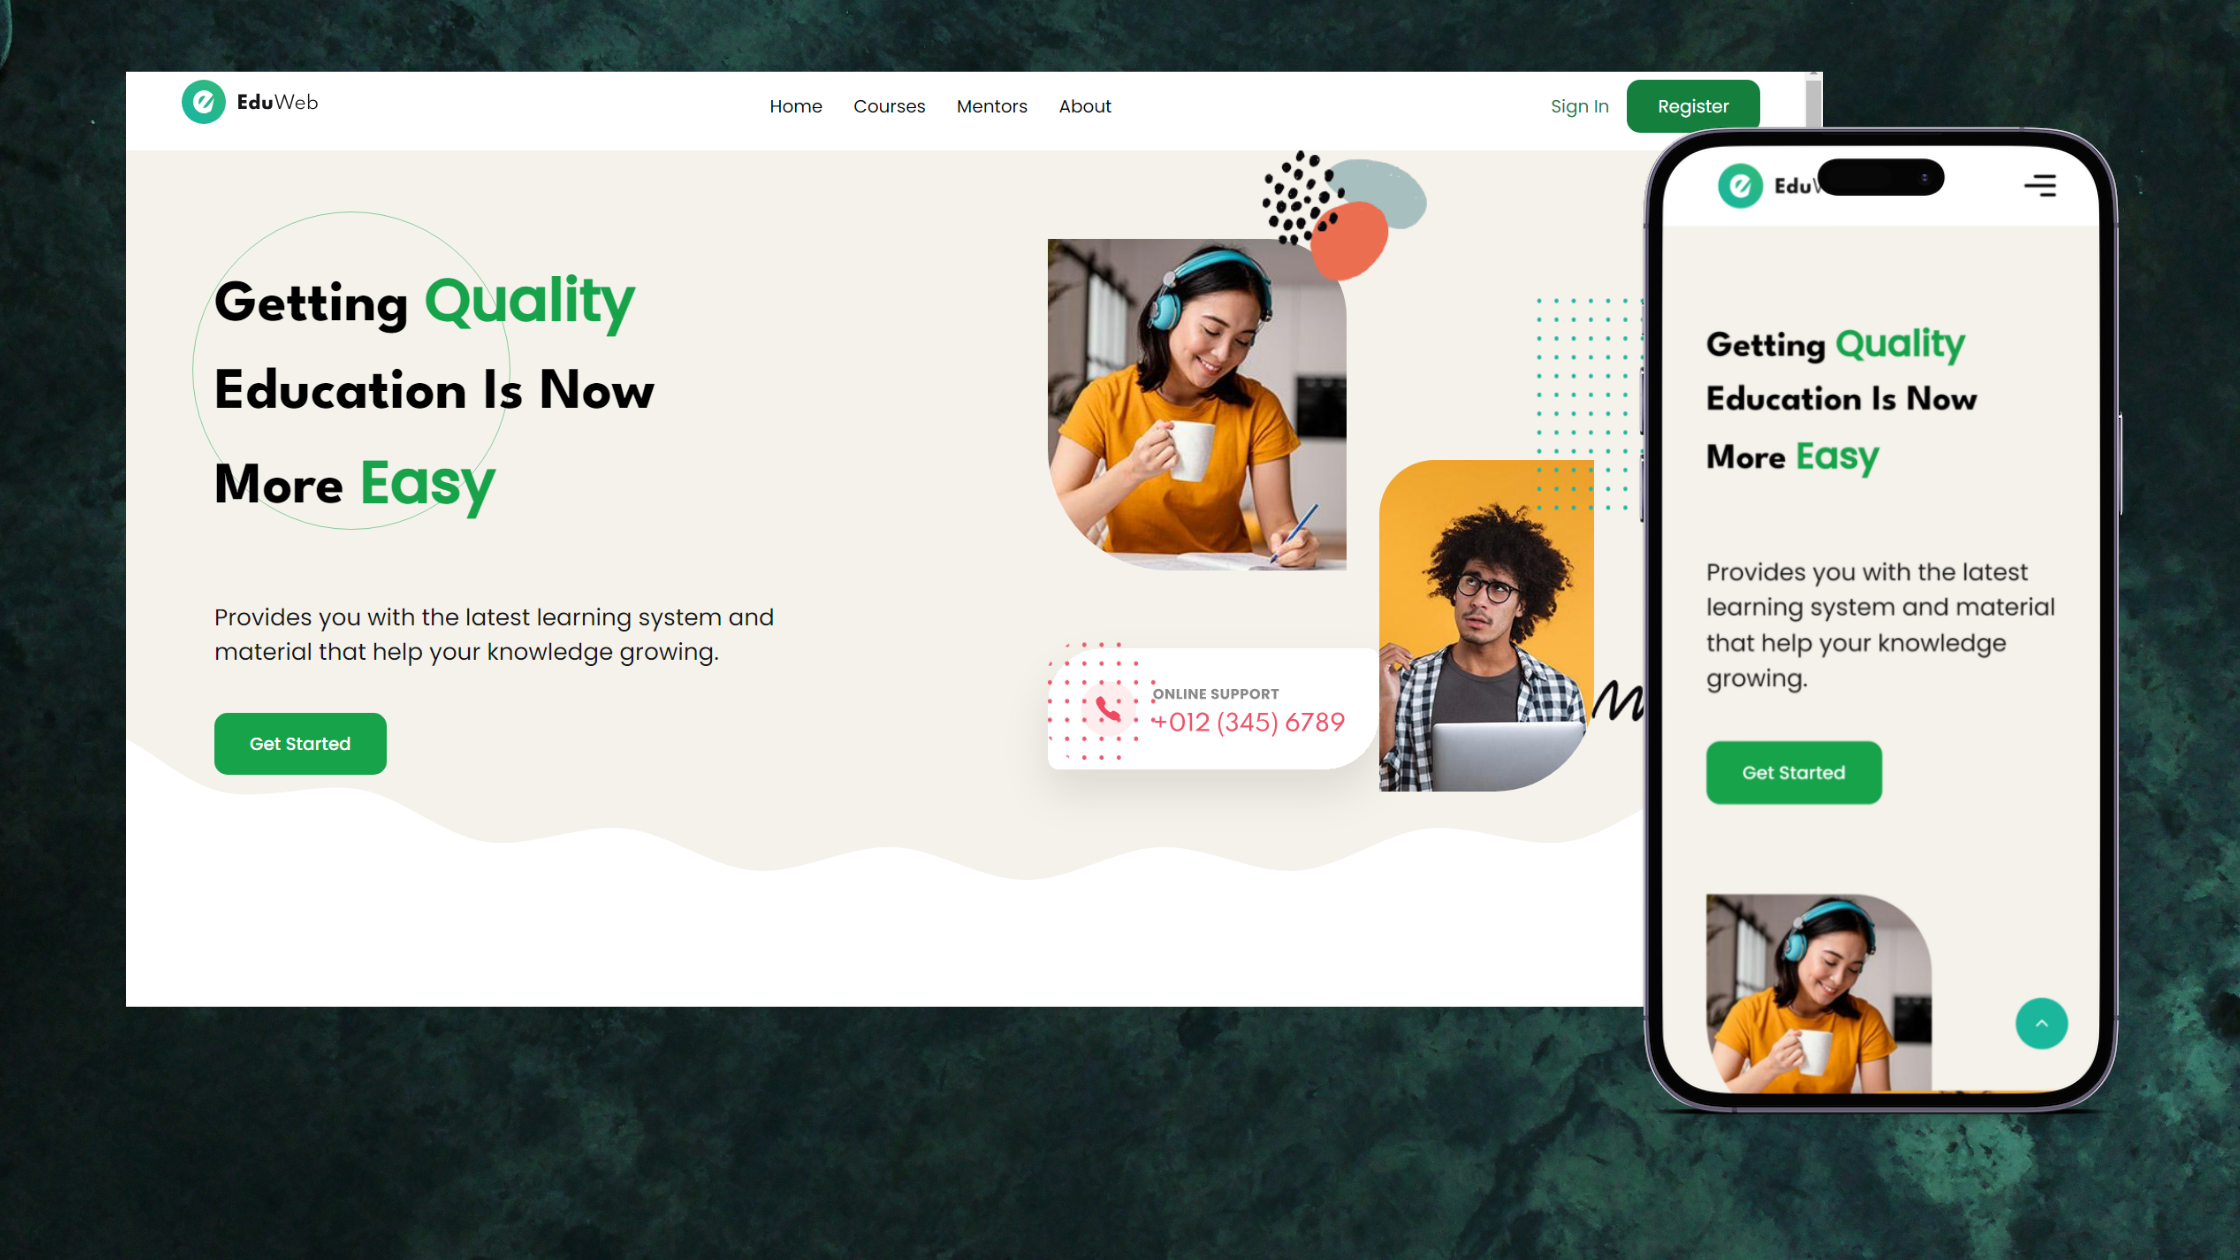 EduWeb
Home Courses Mentors About
Sign In Register
Getting Quality
Education Is Now
More Easy
Provides you with the latest learning system and
material that help your knowledge growing.
Get Started
ONLINE SUPPORT
+012 (345) 6789
Edu
Getting Quality
Education Is Now
More Easy
Provides you with the latest
learning system and material
that help your knowledge
growing.
Get Started